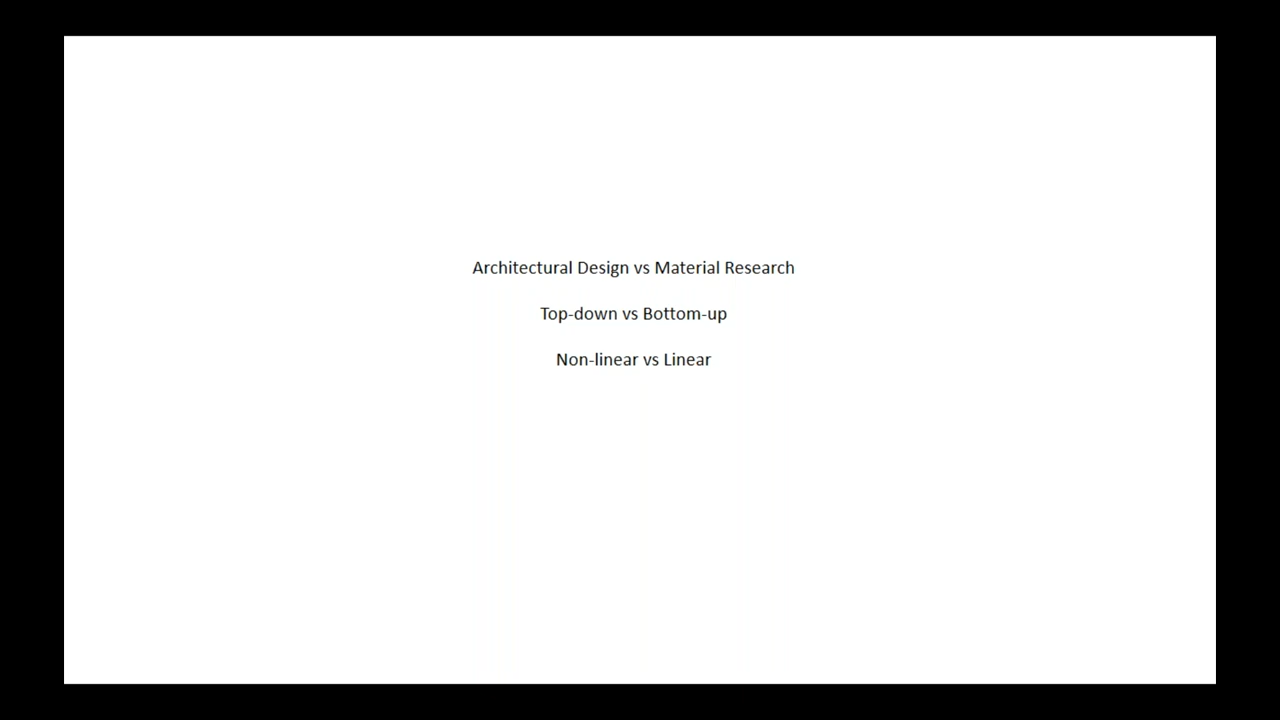 Architectural Design vs Material Research
Top-down vs Bottom-up
Non-linear vs Linear